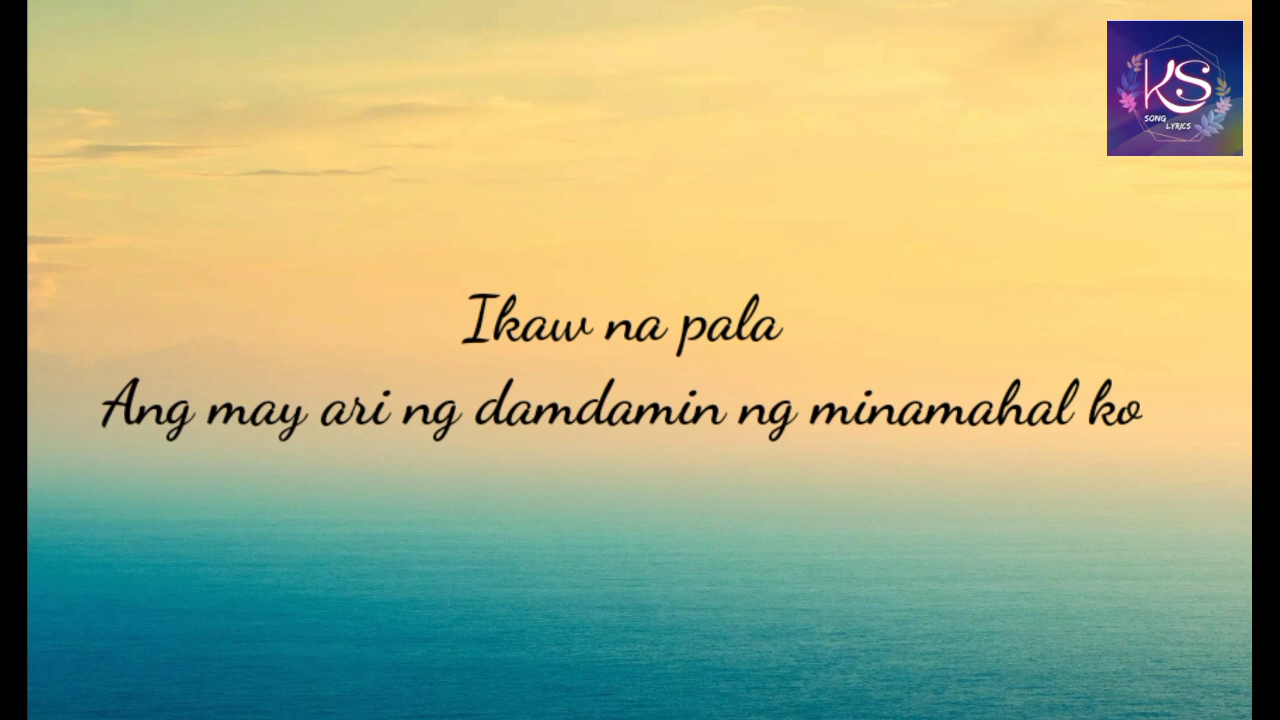 KS
SONG
LYRICS
Ikaw na pala
Ang may ari ng damdamin ng minamahal ko